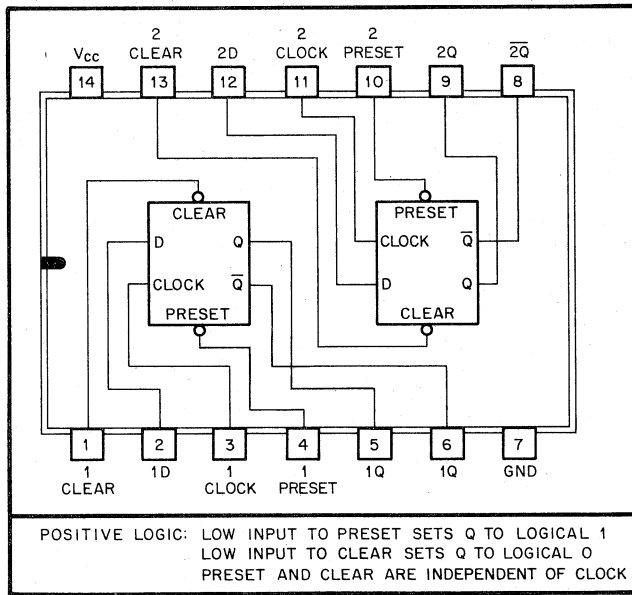 2 2 2
VCC CLEAR 2D CLOCK PRESET 2Q 2Q̅
14 13 12 11 10 9 8
CLEAR PRESET
D Q CLOCK Q̅
CLOCK Q̅ D Q
PRESET CLEAR
1 2 3 4 5 6 7
1 1D 1 1 1Q 1Q GND
CLEAR CLOCK PRESET
POSITIVE LOGIC: LOW INPUT TO PRESET SETS Q TO LOGICAL 1
LOW INPUT TO CLEAR SETS Q TO LOGICAL 0
PRESET AND CLEAR ARE INDEPENDENT OF CLOCK